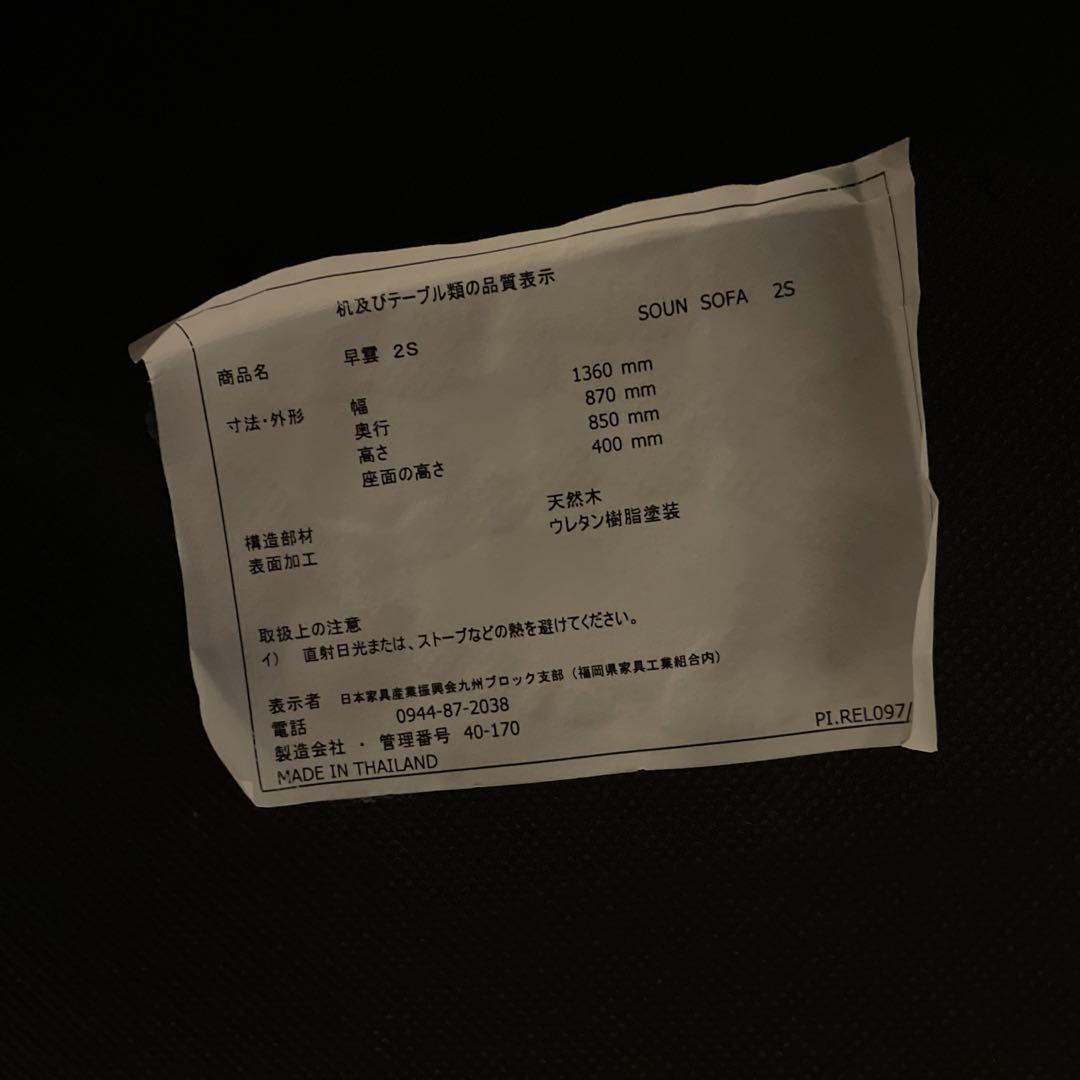 机及びテーブル類の品質表示
商品名 早雲 2S SOUN SOFA 2S
寸法・外形 幅 1360 mm
奥行 870 mm
高さ 850 mm
座面の高さ 400 mm
構造部材 天然木
表面加工 ウレタン樹脂塗装
取扱上の注意
イ) 直射日光または、ストーブなどの熱を避けてください。
表示者 日本家具産業振興会九州ブロック支部(福岡県家具工業組合内)
電話 0944-87-2038
製造会社 ・ 管理番号 40-170
MADE IN THAILAND PI.REL097/